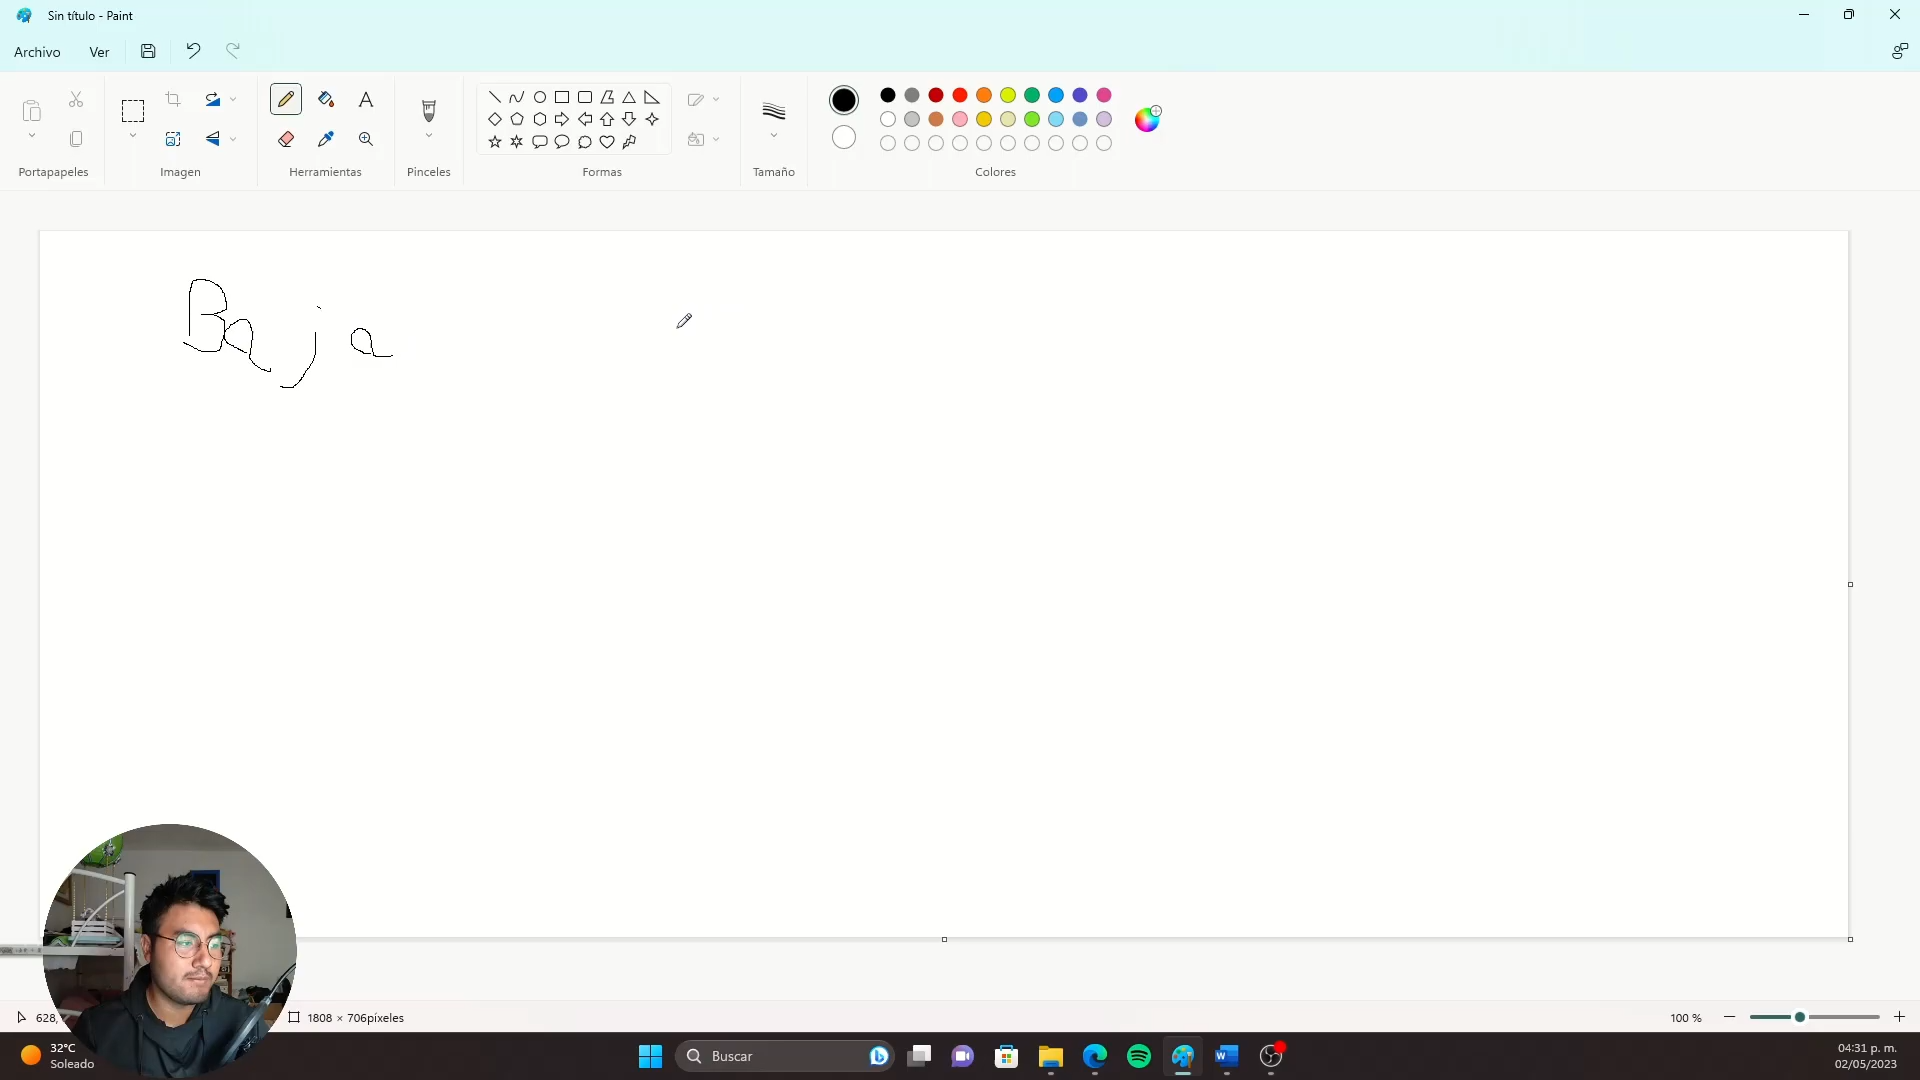 Sin título - Paint
Archivo Ver
Portapapeles Imagen Herramientas Pinceles Formas Tamaño Colores
Baja
628,
1808 × 706píxeles
100 %
32°C
Soleado
Buscar
04:31 p. m.
02/05/2023